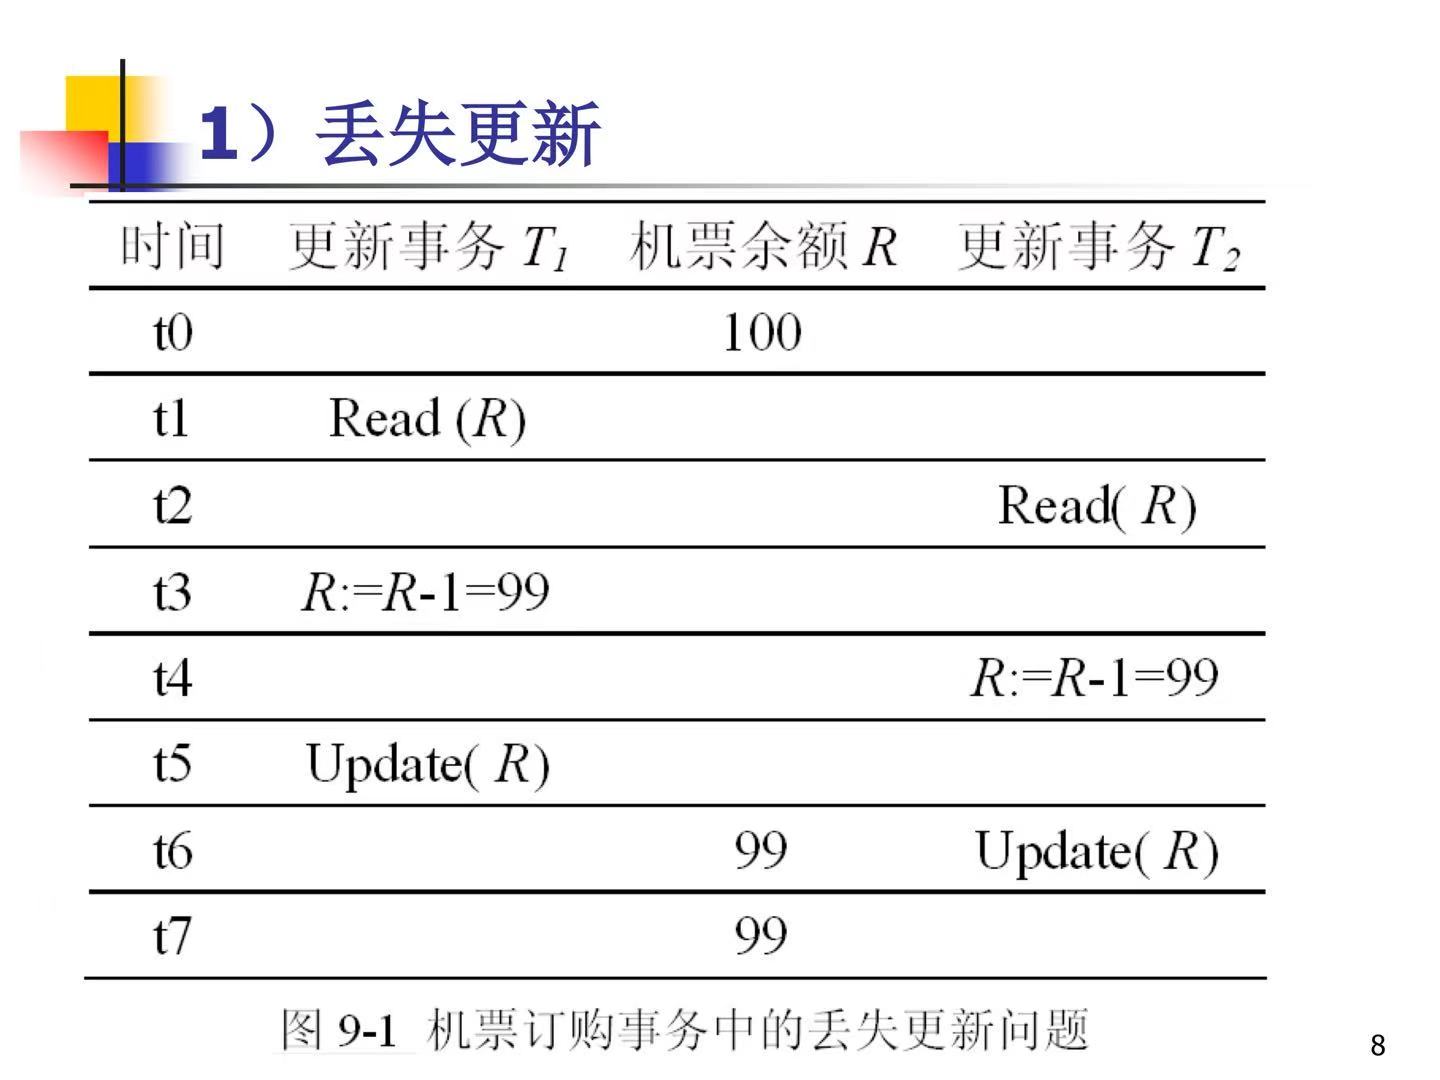 1）丢失更新
时间 更新事务 T1 机票余额 R 更新事务 T2
t0 100
t1 Read (R)
t2 Read( R)
t3 R:=R-1=99
t4 R:=R-1=99
t5 Update( R)
t6 99 Update( R)
t7 99
图 9-1 机票订购事务中的丢失更新问题
8